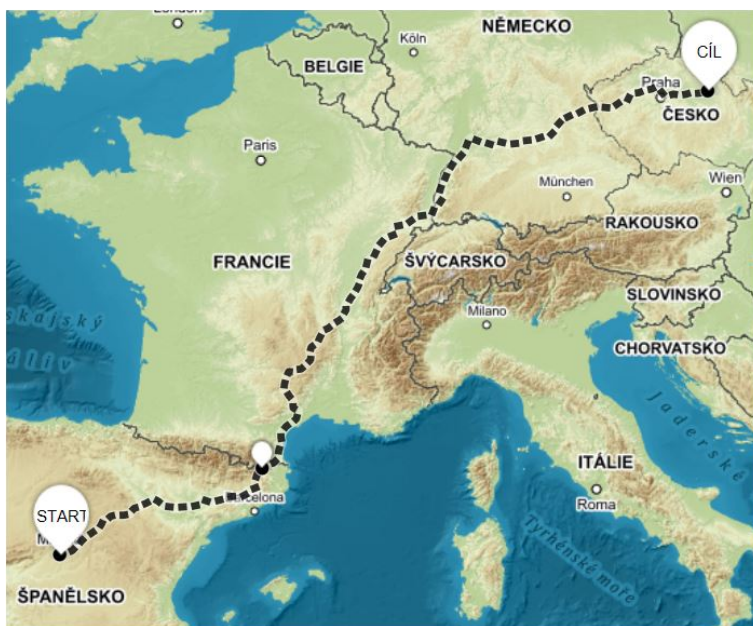 London
NĚMECKO
Köln
CÍL
BELGIE
Praha
ČESKO
Paris
München
Wien
RAKOUSKO
FRANCIE
ŠVÝCARSKO
SLOVINSKO
Milano
CHORVATSKO
Jaderské
ITÁLIE
Roma
START
Barcelona
Tyrhénské moře
ŠPANĚLSKO